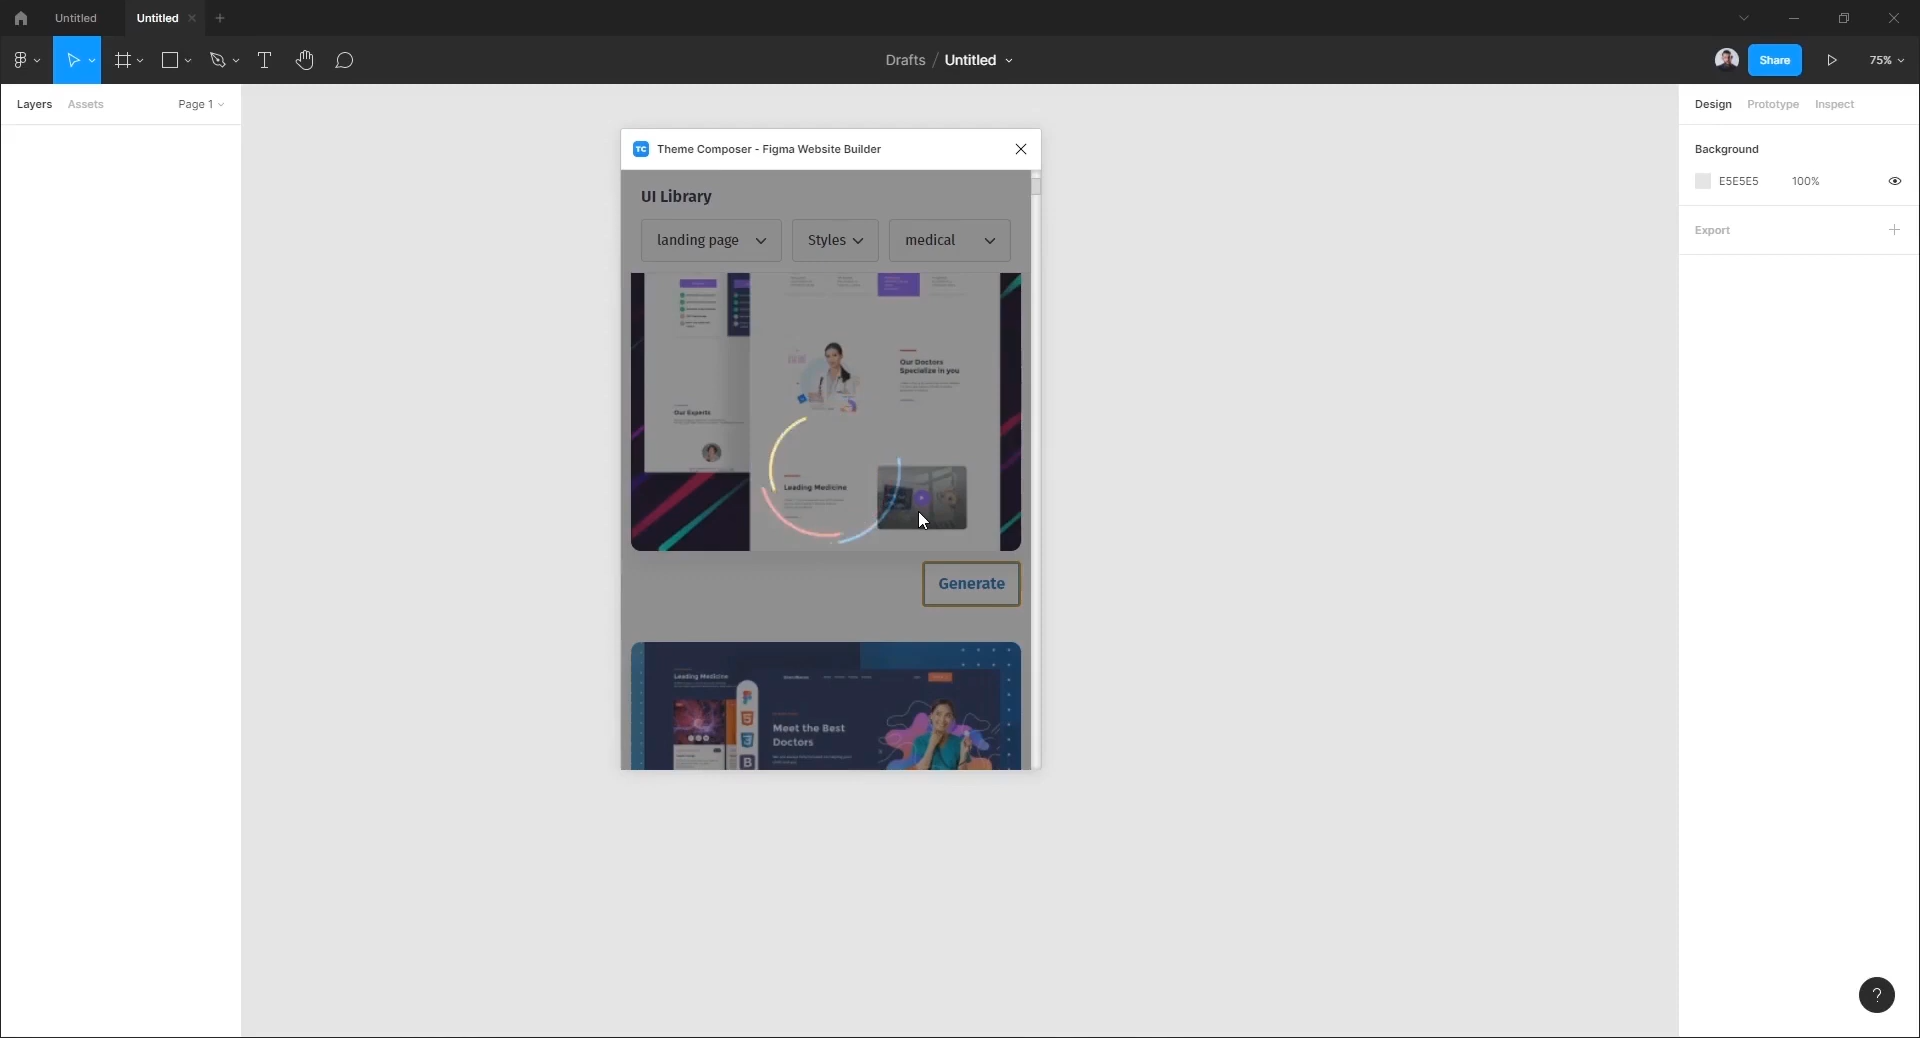 Untitled
Untitled
Drafts / Untitled
Share
75%
Layers
Assets
Page 1
Design
Prototype
Inspect
TC
Theme Composer - Figma Website Builder
Background
E5E5E5
100%
Export
UI Library
landing page
Styles
medical
Our Doctors
Specialize in you
Our Experts
Leading Medicine
Generate
Leading Medicine
Meet the Best
Doctors
B
?